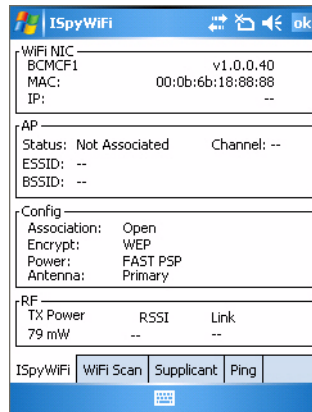 ISpyWiFi ok
WiFi NIC
BCMCF1 v1.0.0.40
MAC: 00:0b:6b:18:88:88
IP: --
AP
Status: Not Associated Channel: --
ESSID: --
BSSID: --
Config
Association: Open
Encrypt: WEP
Power: FAST PSP
Antenna: Primary
RF
TX Power RSSI Link
79 mW -- --
ISpyWiFi WiFi Scan Supplicant Ping